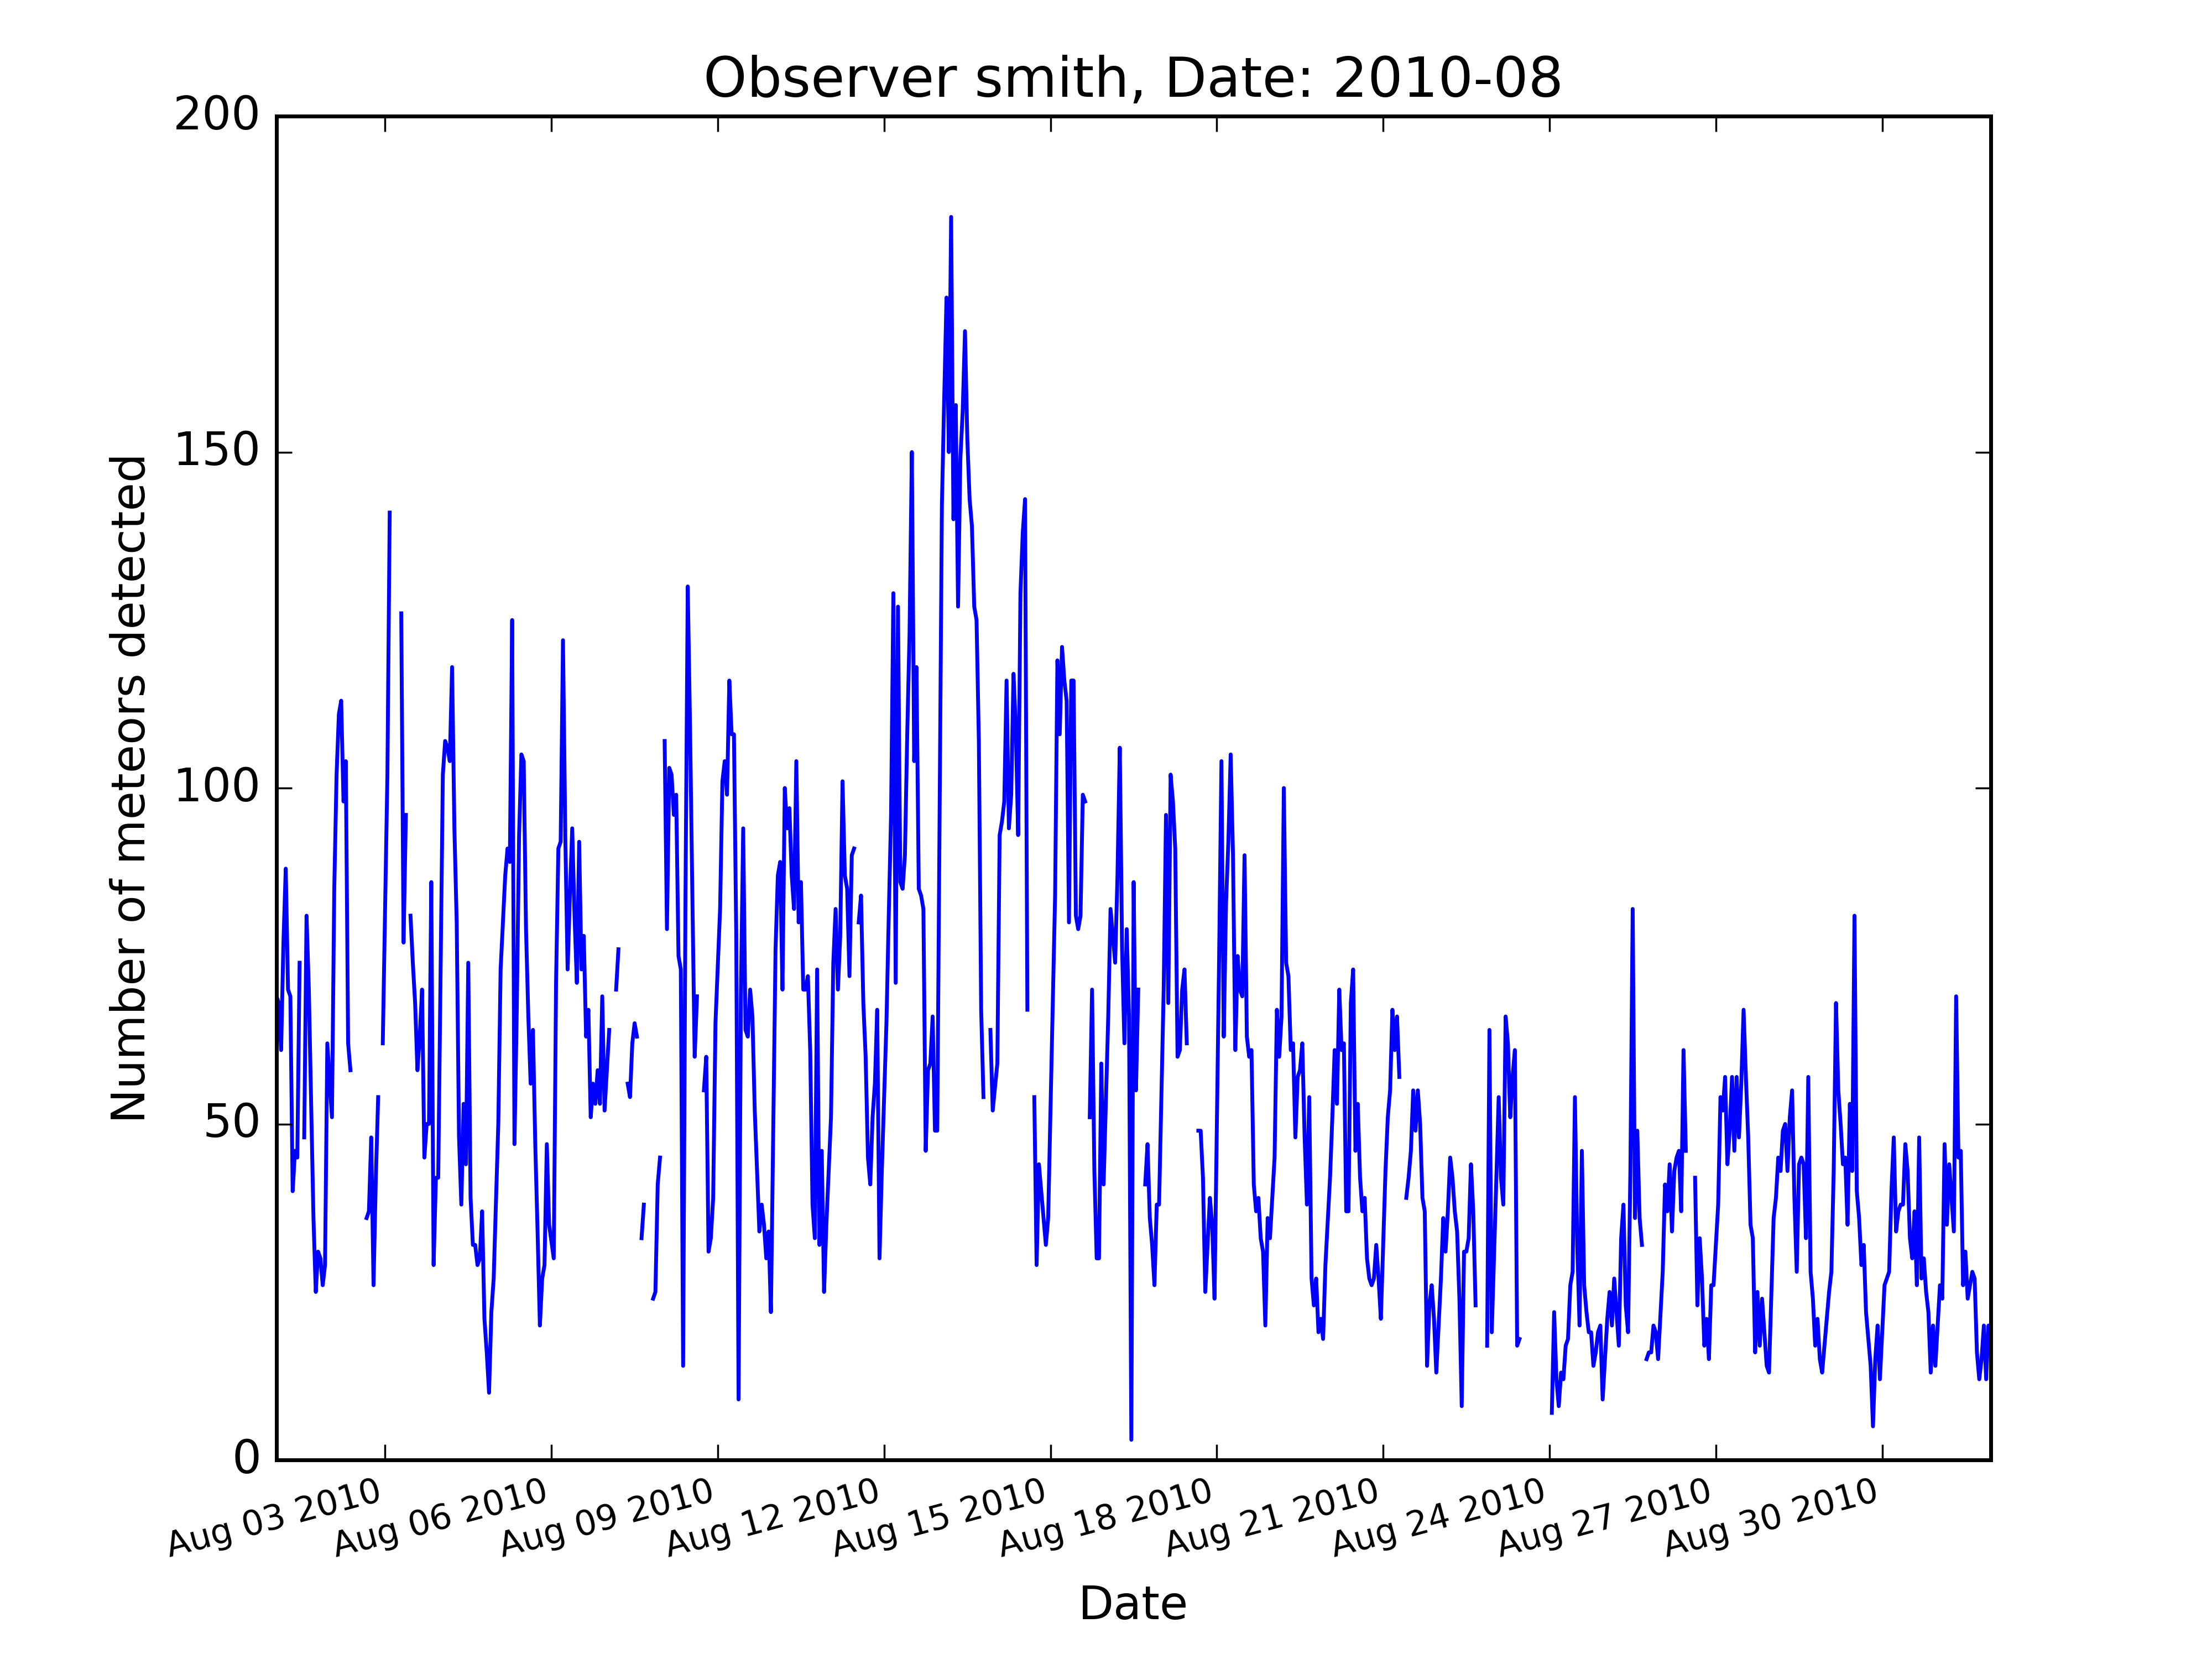 Observer smith, Date: 2010-08
200
150
100
50
0
Number of meteors detected
Aug 03 2010
Aug 06 2010
Aug 09 2010
Aug 12 2010
Aug 15 2010
Aug 18 2010
Aug 21 2010
Aug 24 2010
Aug 27 2010
Aug 30 2010
Date